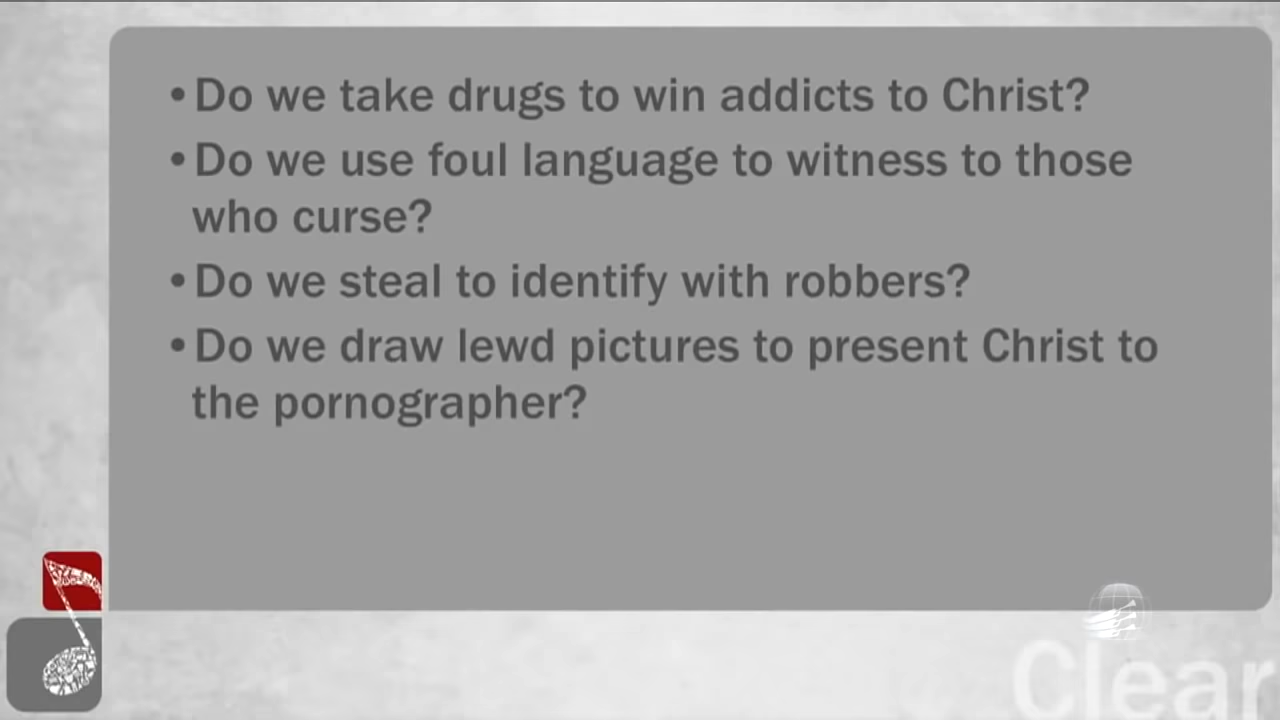 •Do we take drugs to win addicts to Christ?
•Do we use foul language to witness to those
who curse?
•Do we steal to identify with robbers?
•Do we draw lewd pictures to present Christ to
the pornographer?
Clear